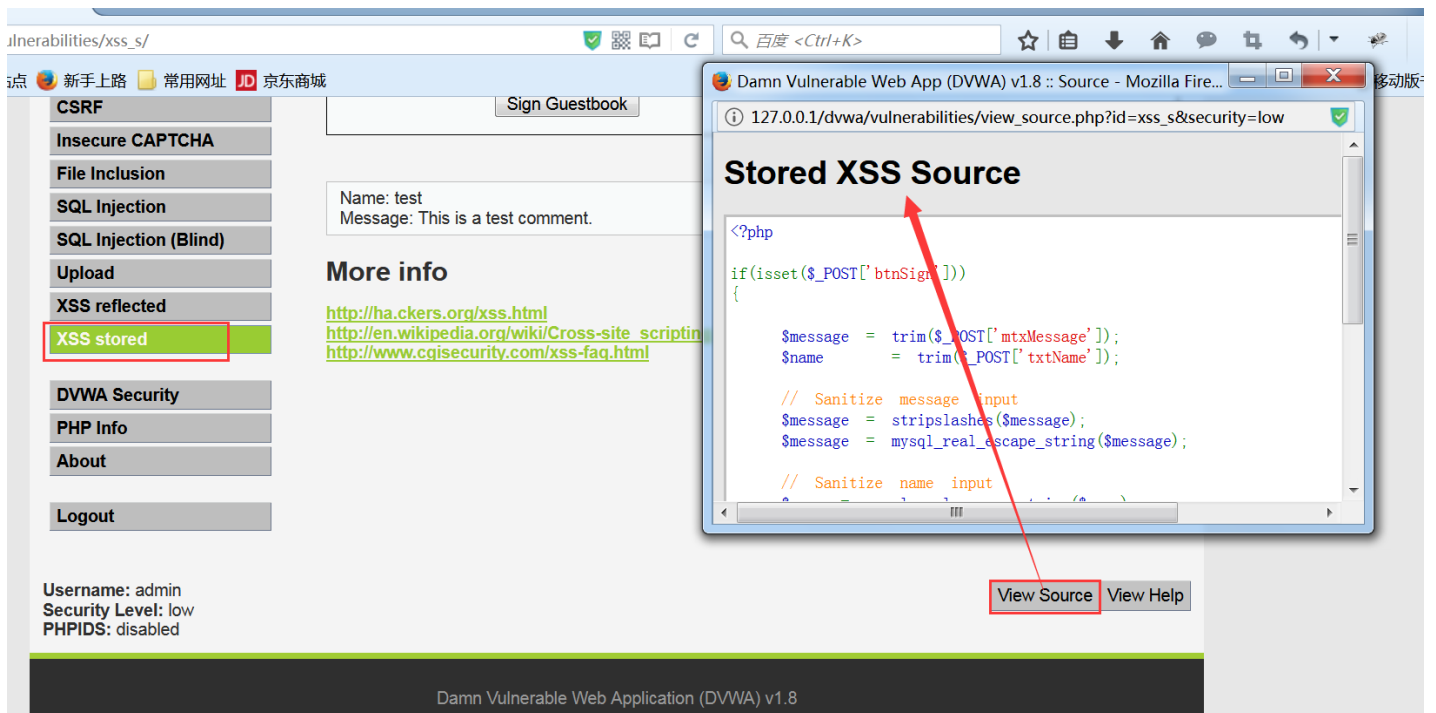 ulnerabilities/xss_s/
百度 <Ctrl+K>
站点 新手上路 常用网址 JD 京东商城
移动版书
CSRF
Insecure CAPTCHA
File Inclusion
SQL Injection
SQL Injection (Blind)
Upload
XSS reflected
XSS stored
DVWA Security
PHP Info
About
Logout
Username: admin
Security Level: low
PHPIDS: disabled
Sign Guestbook
Name: test
Message: This is a test comment.
More info
http://ha.ckers.org/xss.html
http://en.wikipedia.org/wiki/Cross-site_scriptin
http://www.cgisecurity.com/xss-faq.html
Damn Vulnerable Web App (DVWA) v1.8 :: Source - Mozilla Fire...
127.0.0.1/dvwa/vulnerabilities/view_source.php?id=xss_s&security=low
Stored XSS Source
<?php
if(isset($_POST['btnSign']))
{
$message = trim($_POST['mtxMessage']);
$name = trim($_POST['txtName']);
// Sanitize message input
$message = stripslashes($message);
$message = mysql_real_escape_string($message);
// Sanitize name input
View Source View Help
Damn Vulnerable Web Application (DVWA) v1.8